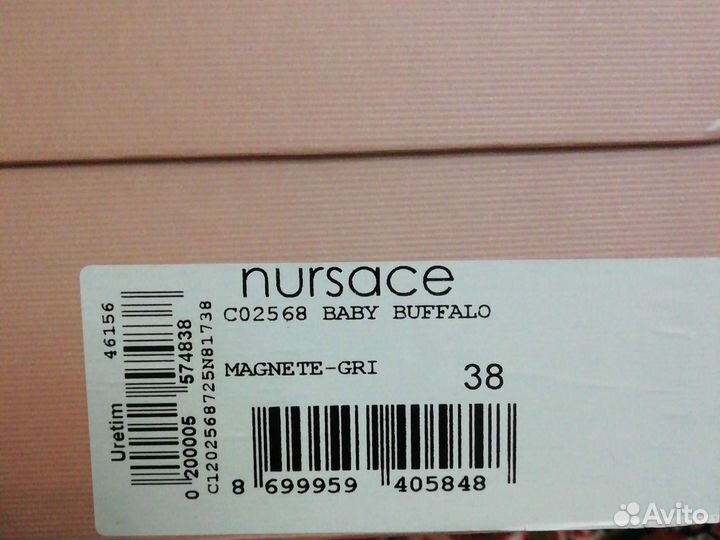 nursace
C02568 BABY BUFFALO
MAGNETE-GRI
38
8 699959 405848
Uretim 46156
0 200005 574838
C1202568725N81738
Avito